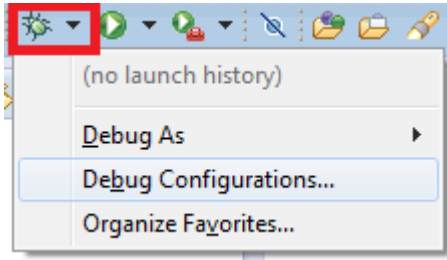 (no launch history)
Debug As
Debug Configurations...
Organize Favorites...